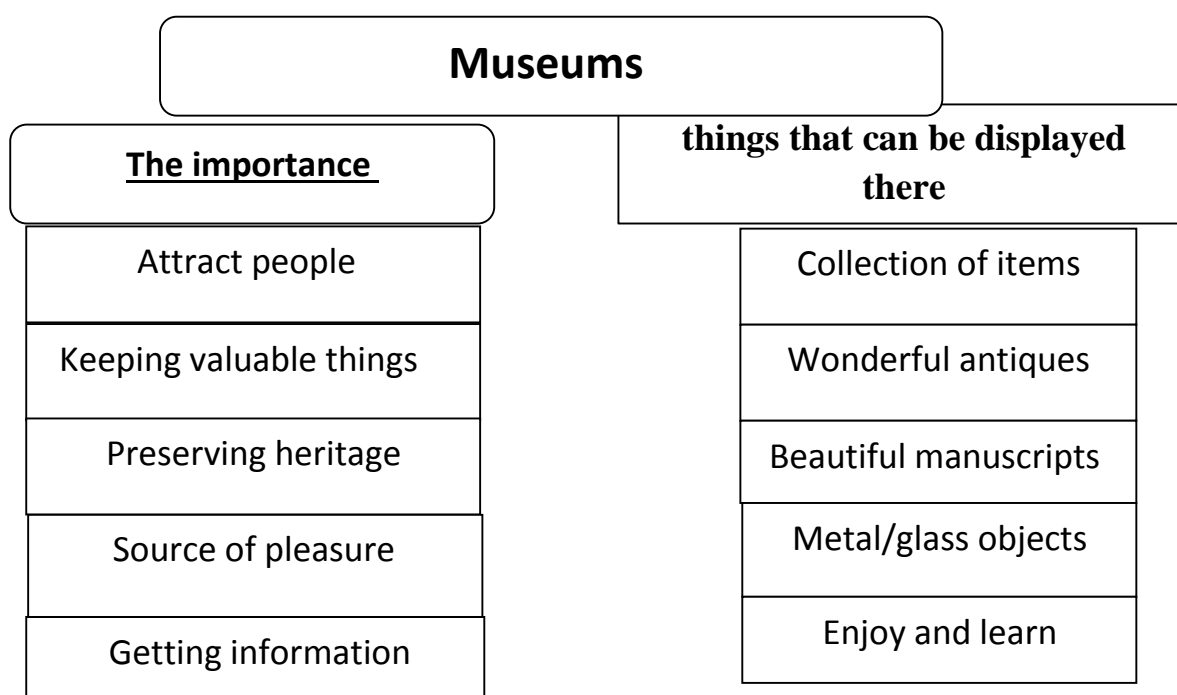 Museums
The importance
Attract people
Keeping valuable things
Preserving heritage
Source of pleasure
Getting information
things that can be displayed
there
Collection of items
Wonderful antiques
Beautiful manuscripts
Metal/glass objects
Enjoy and learn